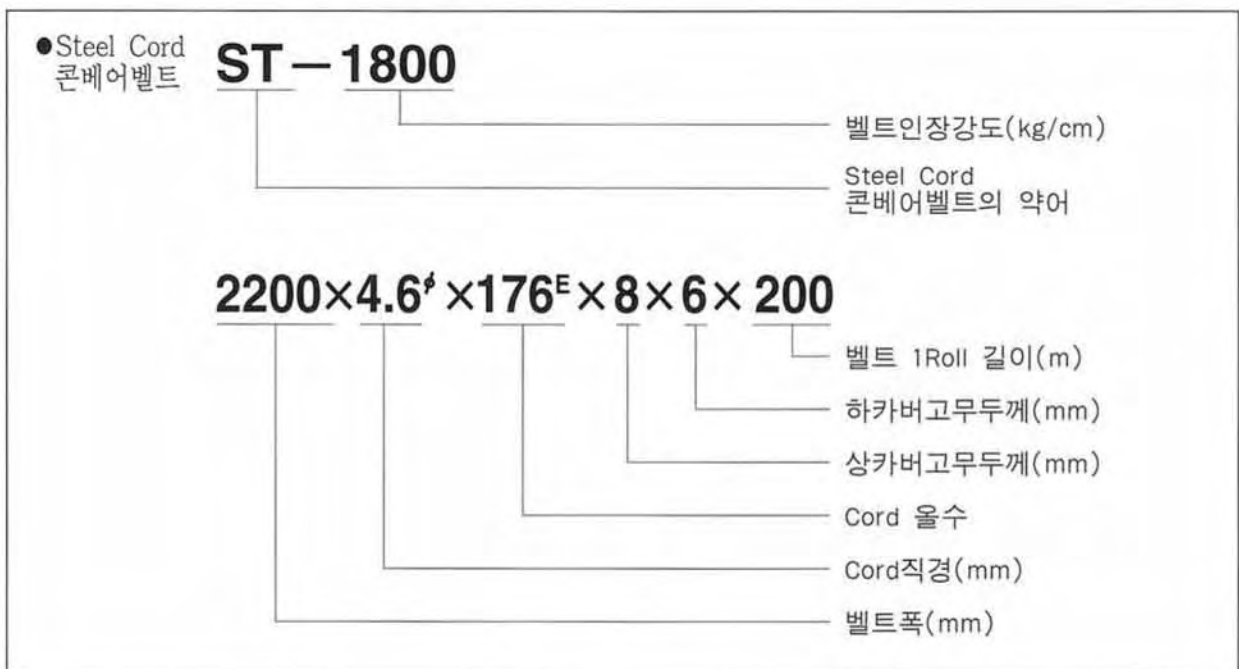 ●Steel Cord
콘베어벨트
ST－1800
벨트인장강도(kg/cm)
Steel Cord
콘베어벨트의 약어
2200×4.6ᶲ ×176ᴱ×8×6×200
벨트 1Roll 길이(m)
하카버고무두께(mm)
상카버고무두께(mm)
Cord 올수
Cord직경(mm)
벨트폭(mm)